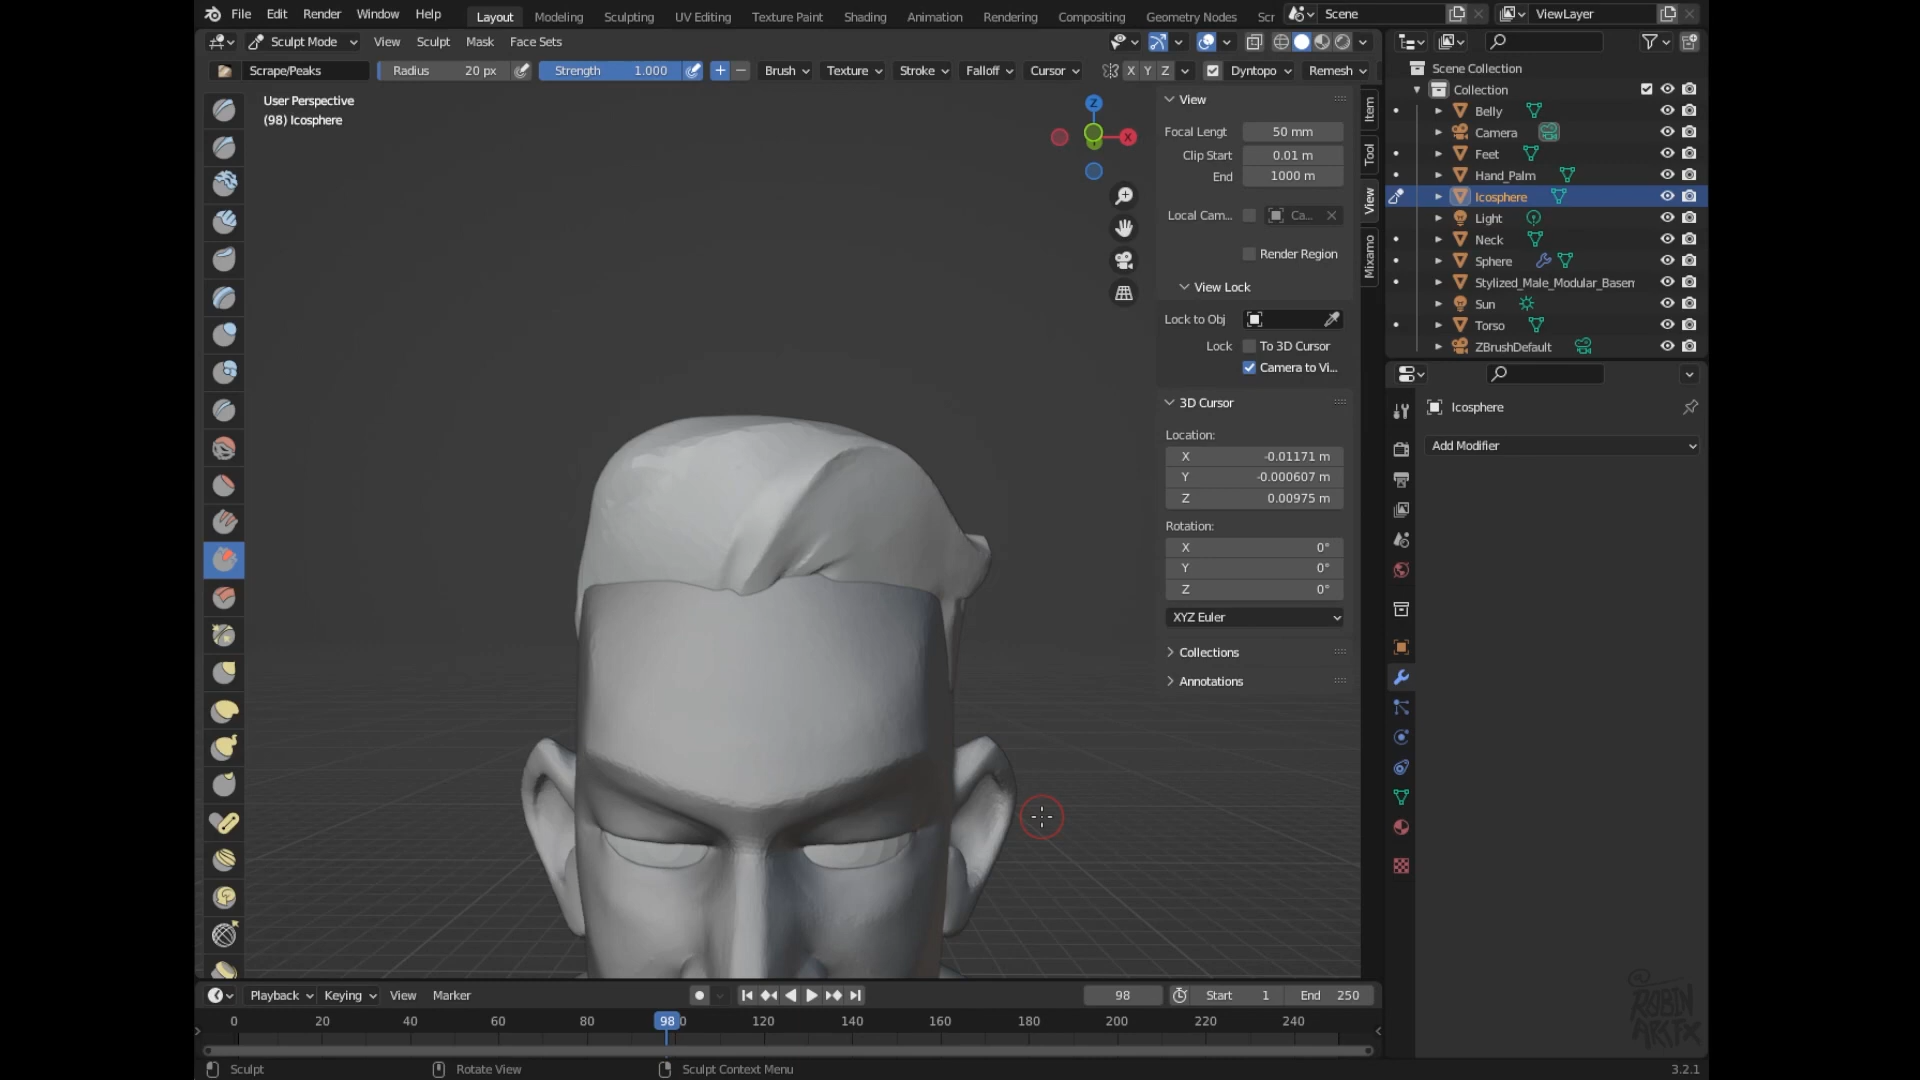 File Edit Render Window Help Layout Modeling Sculpting UV Editing Texture Paint Shading Animation Rendering Compositing Geometry Nodes Scr Scene ViewLayer
Sculpt Mode View Sculpt Mask Face Sets
Scrape/Peaks Radius 20 px Strength 1.000 Brush Texture Stroke Falloff Cursor X Y Z Dyntopo Remesh
User Perspective
(98) Icosphere
Z
X
View
Focal Lengt 50 mm
Clip Start 0.01 m
End 1000 m
Local Cam... Ca...
Render Region
View Lock
Lock to Obj
Lock To 3D Cursor
Camera to Vi...
3D Cursor
Location:
X -0.01171 m
Y -0.000607 m
Z 0.00975 m
Rotation:
X 0°
Y 0°
Z 0°
XYZ Euler
Collections
Annotations
Item
Tool
View
Mixamo
Scene Collection
Collection
Belly
Camera
Feet
Hand_Palm
Icosphere
Light
Neck
Sphere
Stylized_Male_Modular_Basem
Sun
Torso
ZBrushDefault
Icosphere
Add Modifier
Playback Keying View Marker 98 Start 1 End 250
0 20 40 60 80 98 0 120 140 160 180 200 220 240
Sculpt Rotate View Sculpt Context Menu 3.2.1
ROBIN
ARTFX